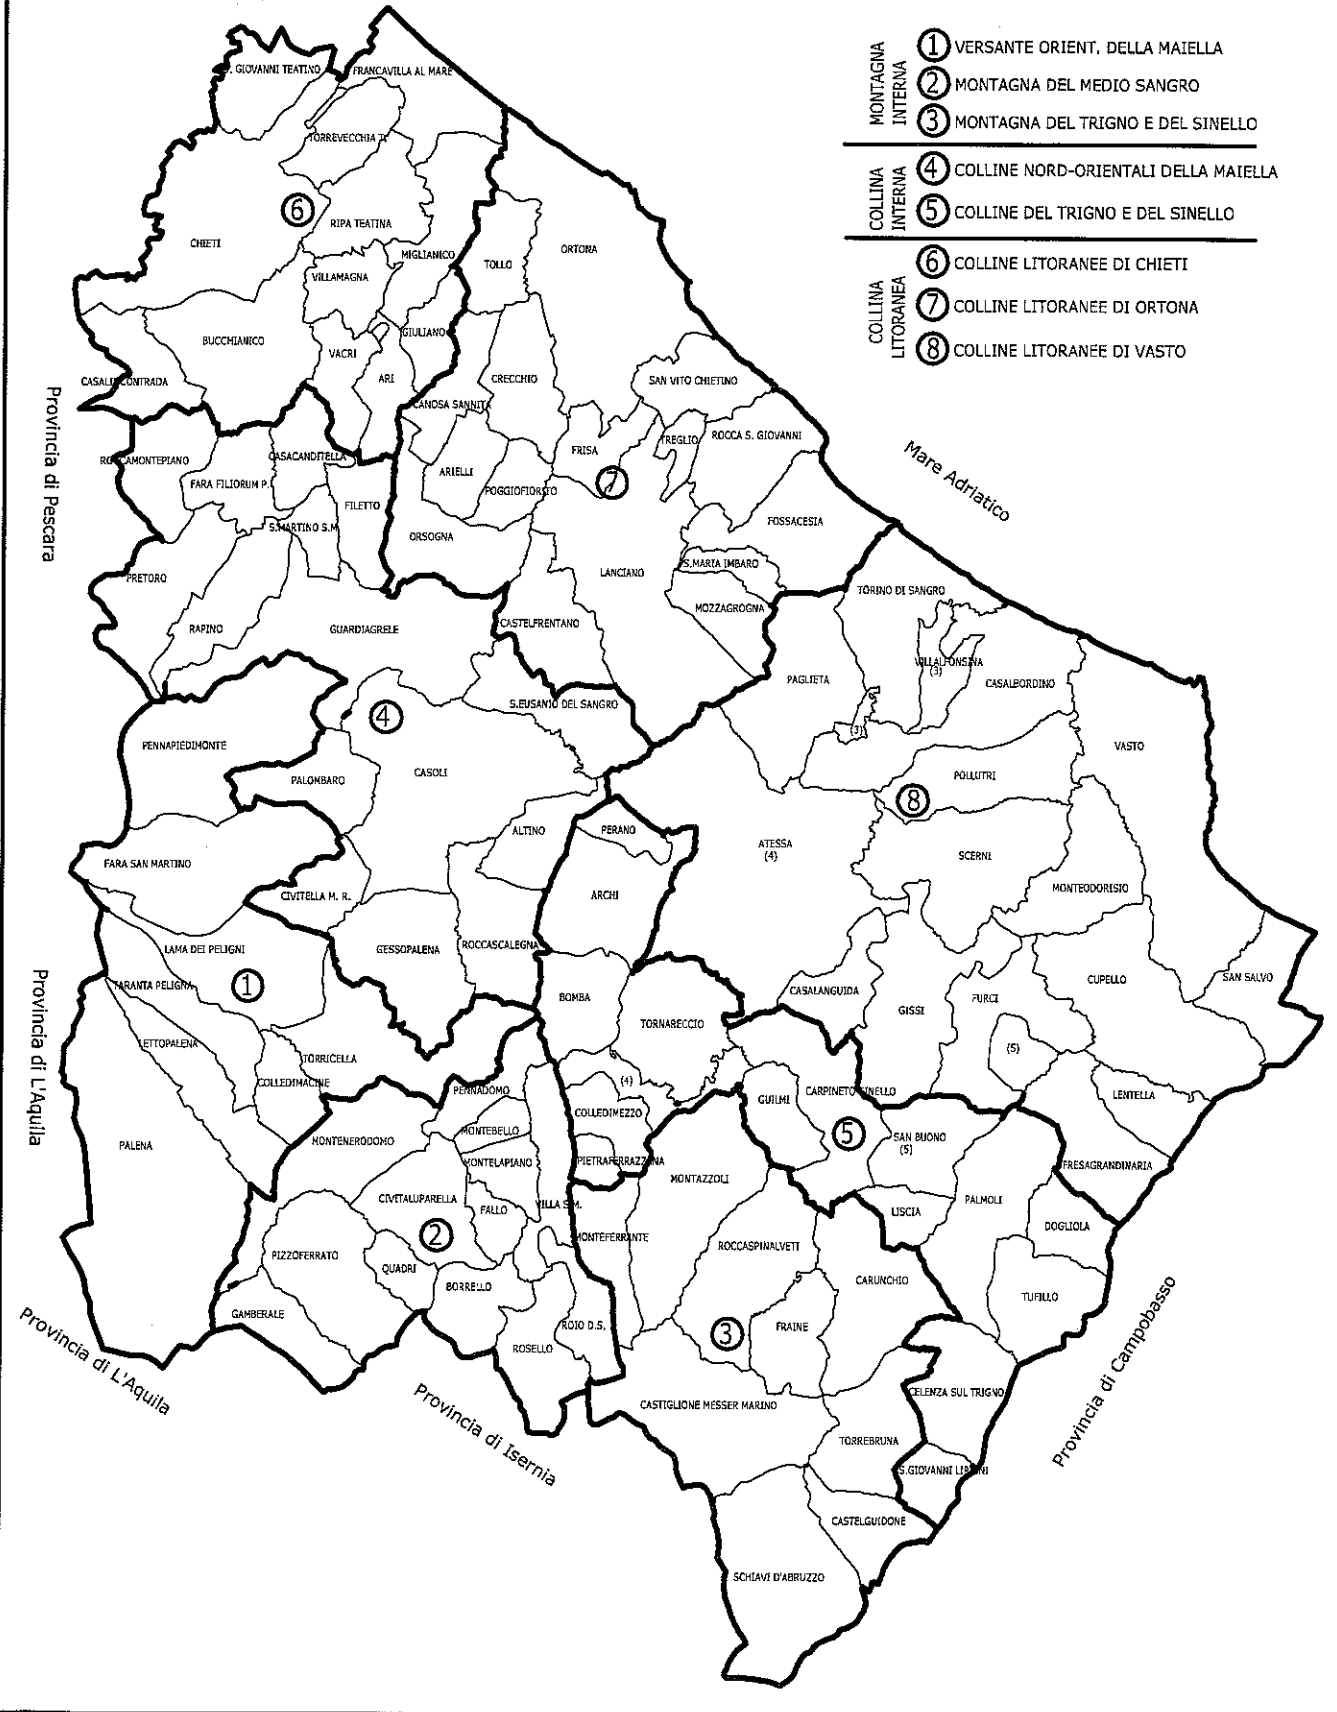 MONTAGNA INTERNA
① VERSANTE ORIENT. DELLA MAIELLA
② MONTAGNA DEL MEDIO SANGRO
③ MONTAGNA DEL TRIGNO E DEL SINELLO
COLLINA INTERNA
④ COLLINE NORD-ORIENTALI DELLA MAIELLA
⑤ COLLINE DEL TRIGNO E DEL SINELLO
COLLINA LITORANEA
⑥ COLLINE LITORANEE DI CHIETI
⑦ COLLINE LITORANEE DI ORTONA
⑧ COLLINE LITORANEE DI VASTO
. GIOVANNI TEATINO
FRANCAVILLA AL MARE
TORREVECCHIA T.
⑥
RIPA TEATINA
CHIETI
MIGLIANICO
VILLAMAGNA
TOLLO
ORTONA
BUCCHIANICO
VACRI
GIULIANO
ARI
CASALINCONTRADA
CRECCHIO
SAN VITO CHIETINO
CANOSA SANNITA
FRISA
TREGLIO
ROCCA S. GIOVANNI
ROCCAMONTEPIANO
CASACANDITELLA
FARA FILIORUM P.
ARIELLI
POGGIOFIORITO
⑦
FILETTO
S.MARTINO S.M
ORSOGNA
FOSSACESIA
Mare Adriatico
Provincia di Pescara
PRETORO
LANCIANO
S.MARIA IMBARO
MOZZAGROGNA
TORINO DI SANGRO
RAPINO
GUARDIAGRELE
CASTELFRENTANO
PAGLIETA
VILLALFONSINA
(3)
CASALBORDINO
S.EUSANIO DEL SANGRO
④
(3)
PENNAPIEDIMONTE
VASTO
PALOMBARO
CASOLI
POLLUTRI
⑧
ALTINO
PERANO
ATESSA
(4)
SCERNI
FARA SAN MARTINO
CIVITELLA M. R.
ARCHI
MONTEODORISIO
LAMA DEI PELIGNI
GESSOPALENA
ROCCASCALEGNA
TARANTA PELIGNA
①
BOMBA
CASALANGUIDA
GISSI
FURCI
CUPELLO
SAN SALVO
TORNARECCIO
LETTOPALENA
TORRICELLA
(5)
Provincia di L'Aquila
COLLEDIMACINE
PENNADOMO
(4)
COLLEDIMEZZO
GUILMI
CARPINETO SINELLO
LENTELLA
PALENA
MONTENERODOMO
MONTEBELLO
⑤
SAN BUONO
(5)
MONTELAPIANO
PIETRAFERRAZZANA
MONTAZZOLI
FRESAGRANDINARIA
CIVITALUPARELLA
FALLO
VILLA S.M.
LISCIA
PALMOLI
DOGLIOLA
②
MONTEFERRANTE
ROCCASPINALVETI
PIZZOFERRATO
QUADRI
BORRELLO
CARUNCHIO
TUFILLO
GAMBERALE
ROIO D.S.
③
FRAINE
ROSELLO
Provincia di L'Aquila
Provincia di Isernia
Provincia di Campobasso
CASTIGLIONE MESSER MARINO
CELENZA SUL TRIGNO
TORREBRUNA
S.GIOVANNI LIPIONI
CASTELGUIDONE
SCHIAVI D'ABRUZZO